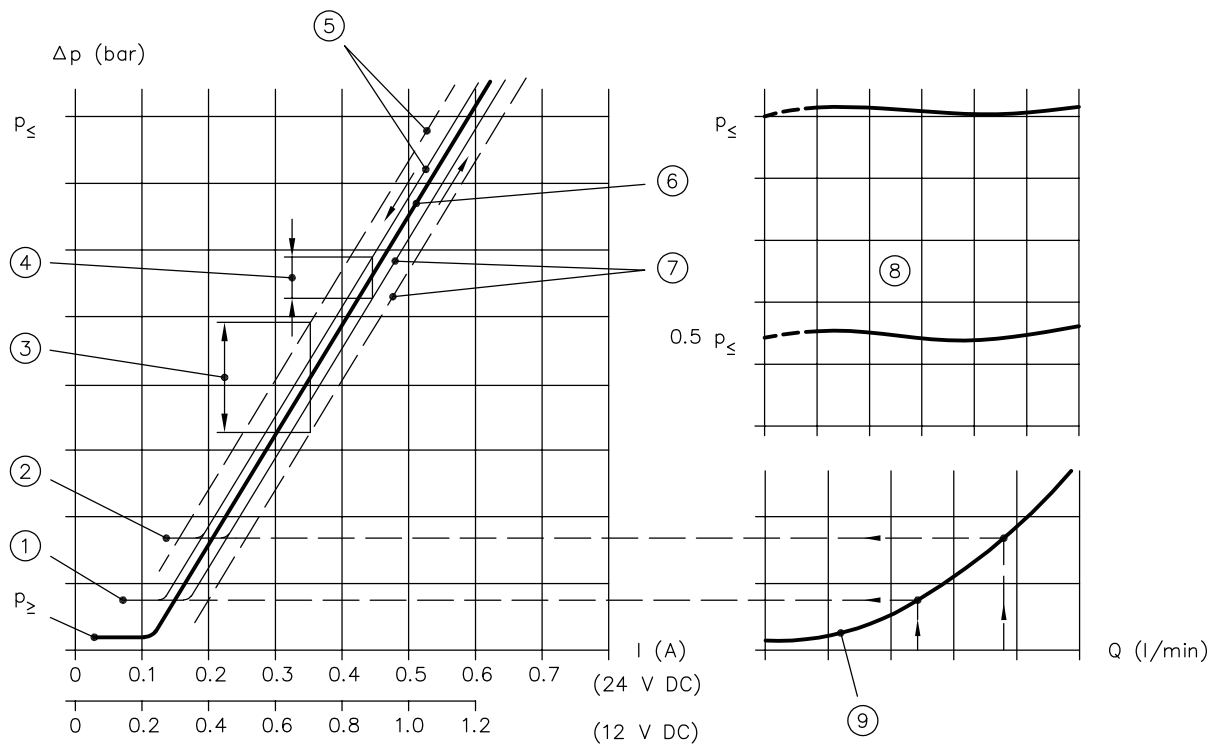 5
Δp (bar)
p≤
p≤
6
4
7
8
3
0.5 p≤
2
1
p≥
I (A)
Q (l/min)
0 0.1 0.2 0.3 0.4 0.5 0.6 0.7
(24 V DC)
0 0.2 0.4 0.6 0.8 1.0 1.2
(12 V DC)
9